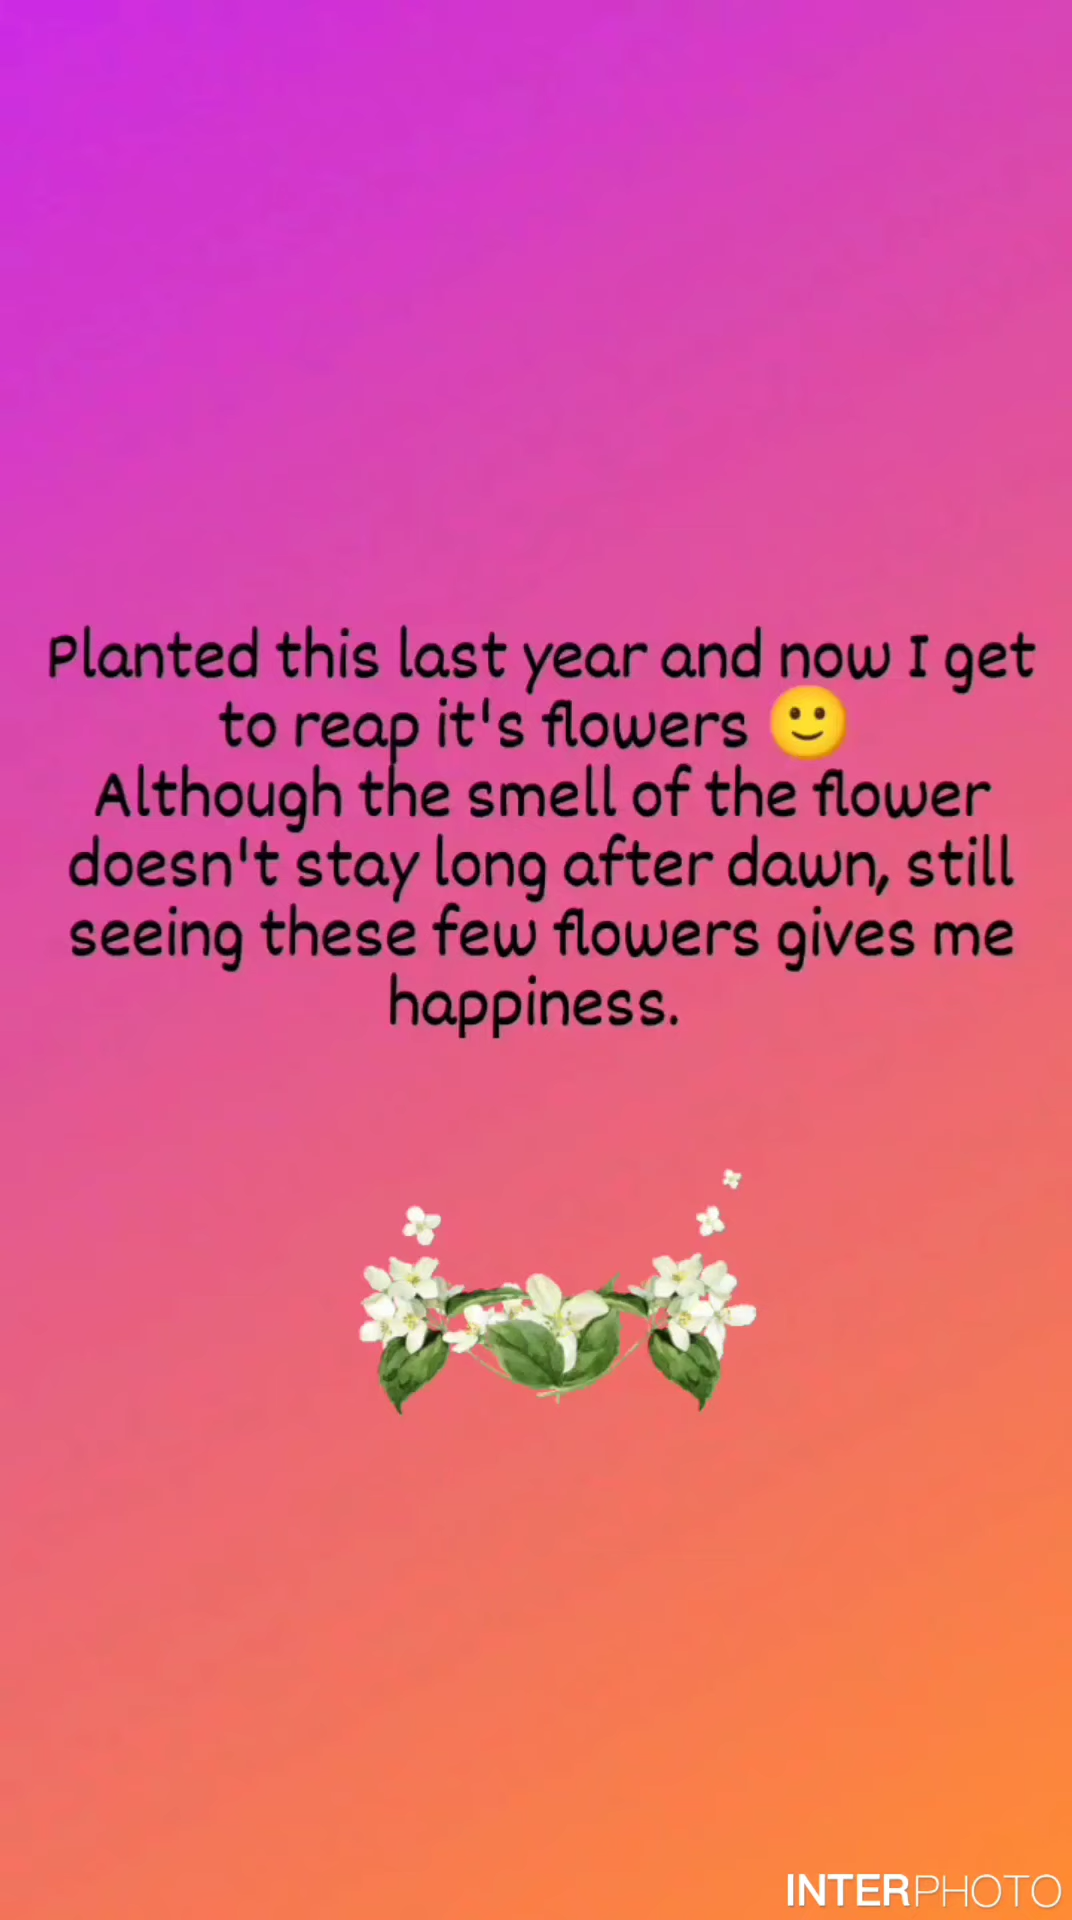 Planted this last year and now I get
to reap it's flowers 🙂
Although the smell of the flower
doesn't stay long after dawn, still
seeing these few flowers gives me
happiness.
INTERPHOTO